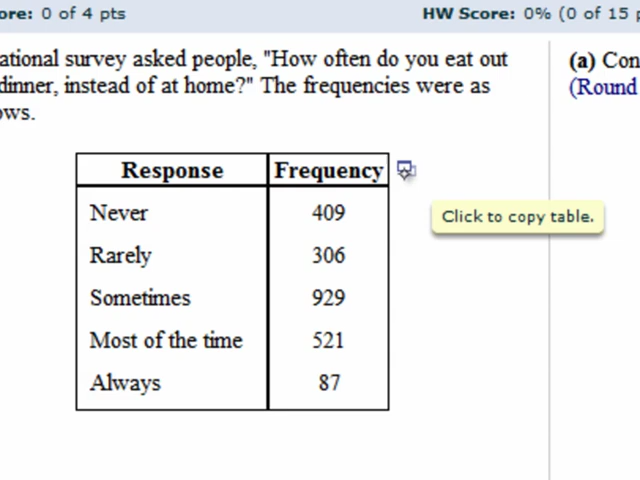 ore: 0 of 4 pts
HW Score: 0% (0 of 15 p
ational survey asked people, "How often do you eat out
dinner, instead of at home?" The frequencies were as
ows.
(a) Con
(Round
Response Frequency
Click to copy table.
Never 409
Rarely 306
Sometimes 929
Most of the time 521
Always 87